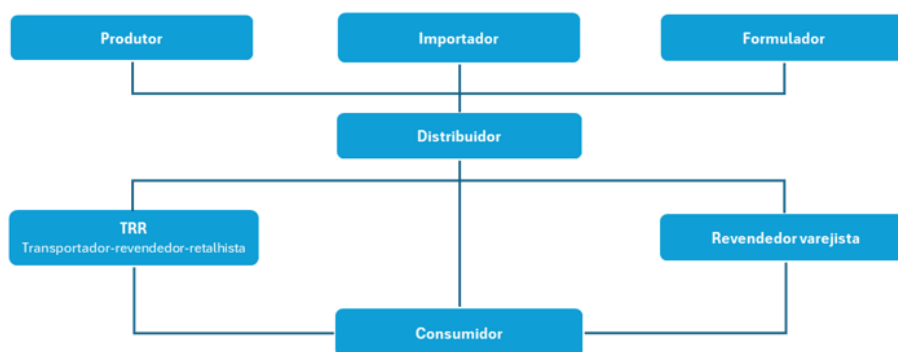 Produtor
Importador
Formulador
Distribuidor
TRR
Transportador-revendedor-retalhista
Revendedor varejista
Consumidor